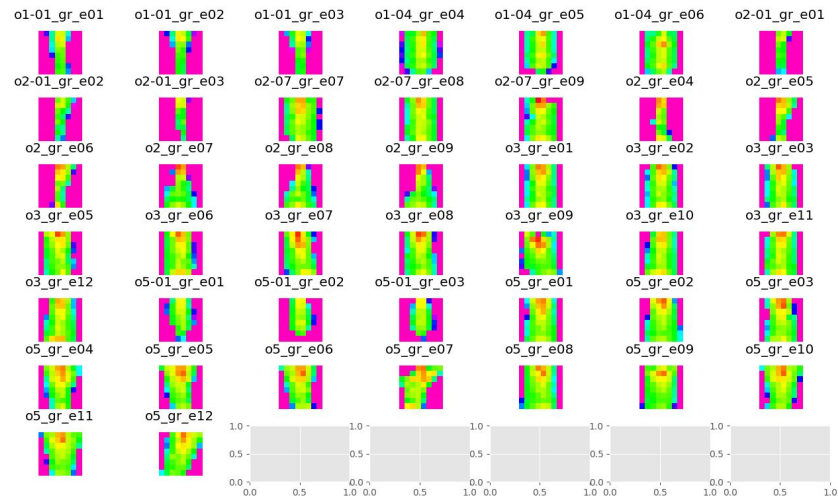 o1-01_gr_e01 o1-01_gr_e02 o1-01_gr_e03 o1-04_gr_e04 o1-04_gr_e05 o1-04_gr_e06 o2-01_gr_e01
o2-01_gr_e02 o2-01_gr_e03 o2-07_gr_e07 o2-07_gr_e08 o2-07_gr_e09 o2_gr_e04 o2_gr_e05
o2_gr_e06 o2_gr_e07 o2_gr_e08 o2_gr_e09 o3_gr_e01 o3_gr_e02 o3_gr_e03
o3_gr_e05 o3_gr_e06 o3_gr_e07 o3_gr_e08 o3_gr_e09 o3_gr_e10 o3_gr_e11
o3_gr_e12 o5-01_gr_e01 o5-01_gr_e02 o5-01_gr_e03 o5_gr_e01 o5_gr_e02 o5_gr_e03
o5_gr_e04 o5_gr_e05 o5_gr_e06 o5_gr_e07 o5_gr_e08 o5_gr_e09 o5_gr_e10
o5_gr_e11 o5_gr_e12
1.0 1.0 1.0 1.0 1.0
0.5 0.5 0.5 0.5 0.5
0.0 0.0 0.0 0.0 0.0
0.0 0.5 1.0 0.0 0.5 1.0 0.0 0.5 1.0 0.0 0.5 1.0 0.0 0.5 1.0